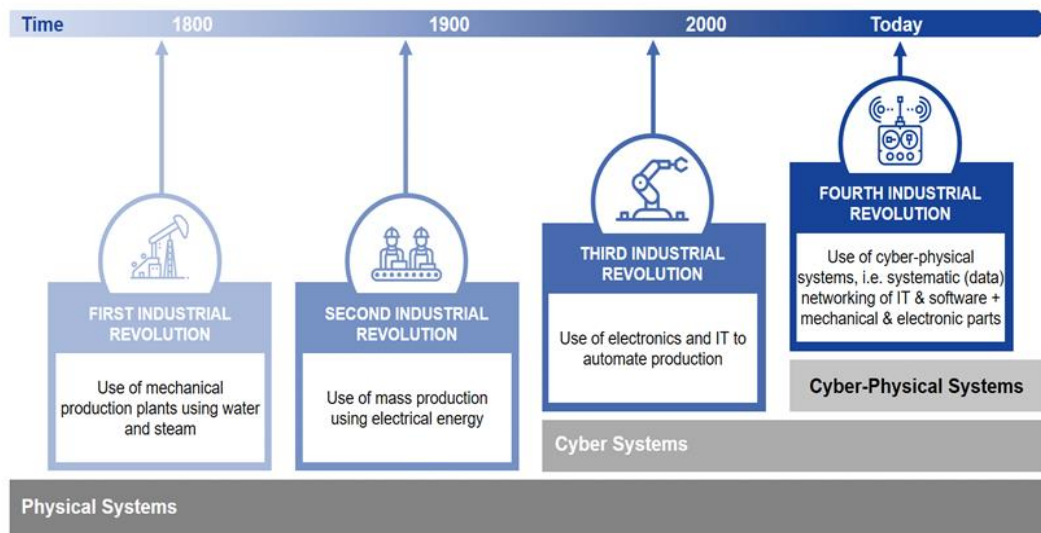 Time 1800 1900 2000 Today
FIRST INDUSTRIAL
REVOLUTION
Use of mechanical
production plants using water
and steam
SECOND INDUSTRIAL
REVOLUTION
Use of mass production
using electrical energy
THIRD INDUSTRIAL
REVOLUTION
Use of electronics and IT to
automate production
FOURTH INDUSTRIAL
REVOLUTION
Use of cyber-physical
systems, i.e. systematic (data)
networking of IT & software +
mechanical & electronic parts
Cyber-Physical Systems
Cyber Systems
Physical Systems